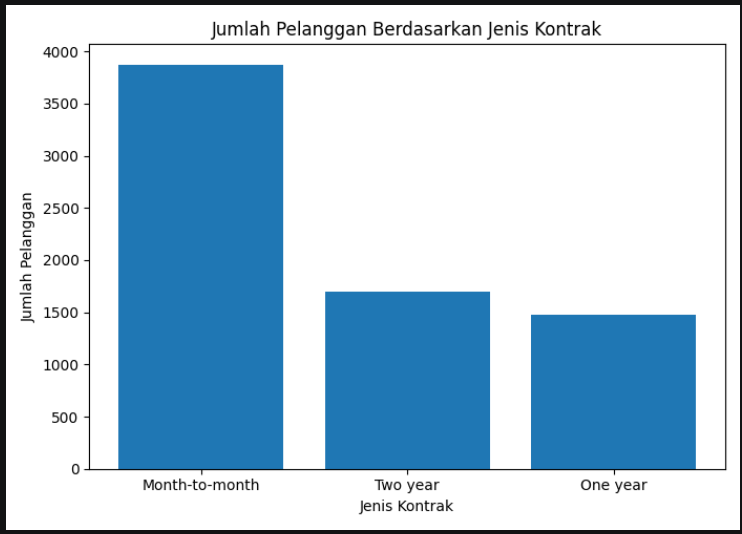 Jumlah Pelanggan Berdasarkan Jenis Kontrak
4000
3500
3000
2500
2000
1500
1000
500
0
Jumlah Pelanggan
Month-to-month
Two year
One year
Jenis Kontrak